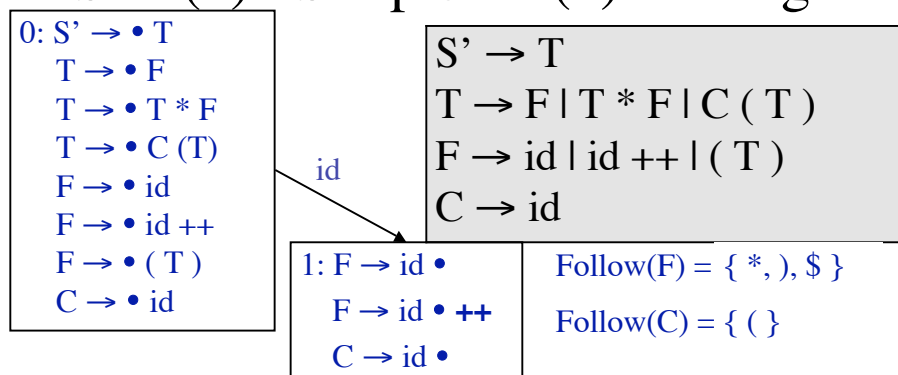 0: S’ → • T
T → • F
T → • T * F
T → • C (T)
F → • id
F → • id ++
F → • ( T )
C → • id
id
S’ → T
T → F | T * F | C ( T )
F → id | id ++ | ( T )
C → id
1: F → id •
F → id • ++
C → id •
Follow(F) = { *, ), $ }
Follow(C) = { ( }